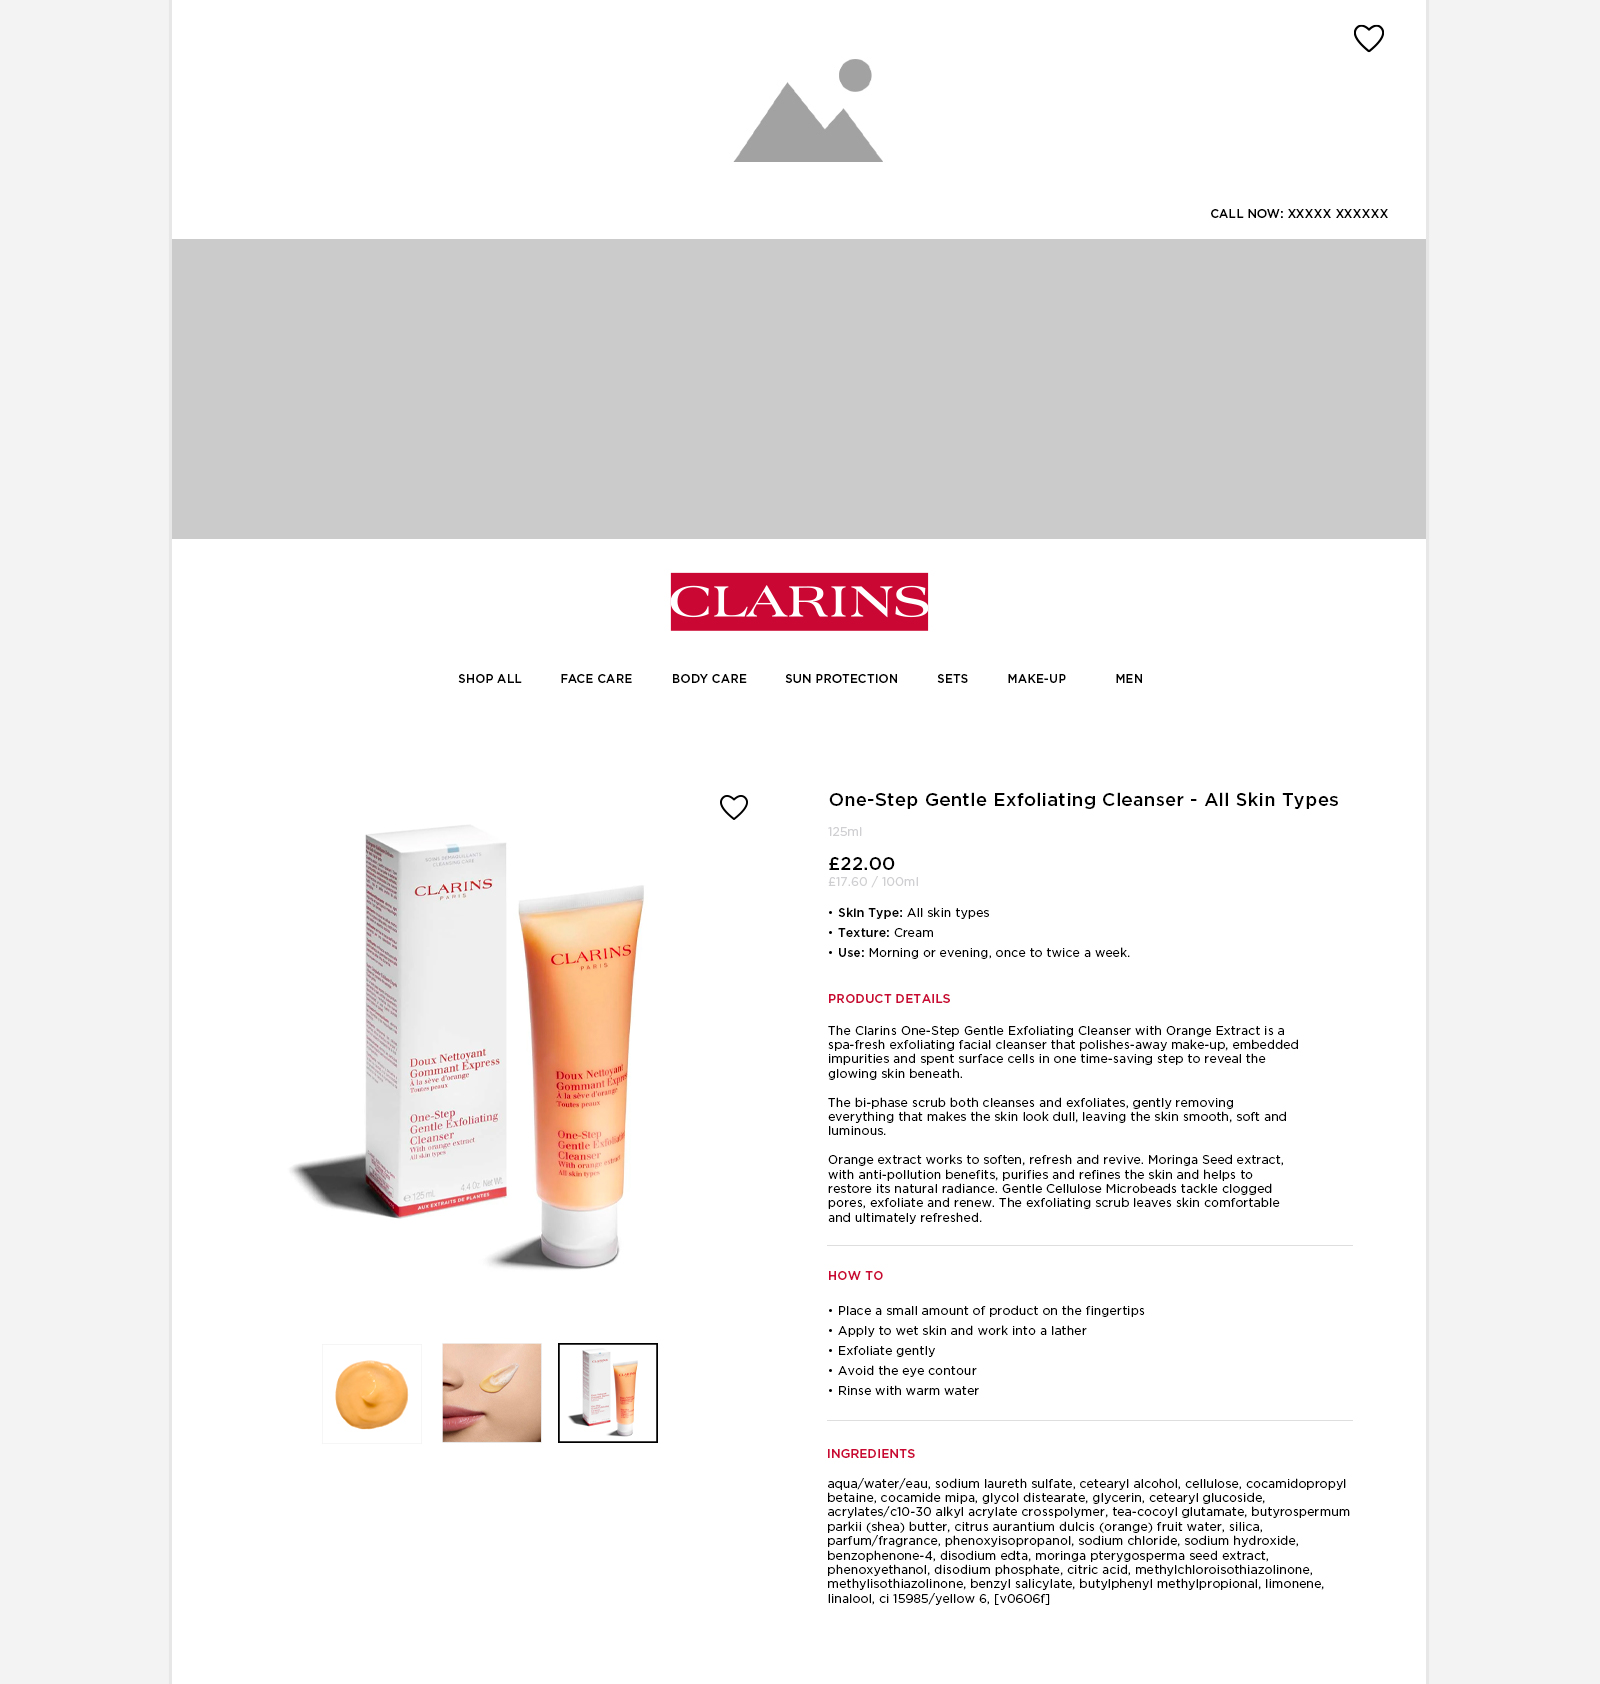 CALL NOW: XXXXX XXXXXX
CLARINS
SHOP ALL FACE CARE BODY CARE SUN PROTECTION SETS MAKE-UP MEN
One-Step Gentle Exfoliating Cleanser - All Skin Types
125ml
£22.00
£17.60 / 100ml
• Skin Type: All skin types
• Texture: Cream
• Use: Morning or evening, once to twice a week.
PRODUCT DETAILS
The Clarins One-Step Gentle Exfoliating Cleanser with Orange Extract is a
spa-fresh exfoliating facial cleanser that polishes-away make-up, embedded
impurities and spent surface cells in one time-saving step to reveal the
glowing skin beneath.
The bi-phase scrub both cleanses and exfoliates, gently removing
everything that makes the skin look dull, leaving the skin smooth, soft and
luminous.
Orange extract works to soften, refresh and revive. Moringa Seed extract,
with anti-pollution benefits, purifies and refines the skin and helps to
restore its natural radiance. Gentle Cellulose Microbeads tackle clogged
pores, exfoliate and renew. The exfoliating scrub leaves skin comfortable
and ultimately refreshed.
HOW TO
• Place a small amount of product on the fingertips
• Apply to wet skin and work into a lather
• Exfoliate gently
• Avoid the eye contour
• Rinse with warm water
INGREDIENTS
aqua/water/eau, sodium laureth sulfate, cetearyl alcohol, cellulose, cocamidopropyl
betaine, cocamide mipa, glycol distearate, glycerin, cetearyl glucoside,
acrylates/c10-30 alkyl acrylate crosspolymer, tea-cocoyl glutamate, butyrospermum
parkii (shea) butter, citrus aurantium dulcis (orange) fruit water, silica,
parfum/fragrance, phenoxyisopropanol, sodium chloride, sodium hydroxide,
benzophenone-4, disodium edta, moringa pterygosperma seed extract,
phenoxyethanol, disodium phosphate, citric acid, methylchloroisothiazolinone,
methylisothiazolinone, benzyl salicylate, butylphenyl methylpropional, limonene,
linalool, ci 15985/yellow 6, [v0606f]
SOINS DÉMAQUILLANTS
CLEANSING CARE
CLARINS
PARIS
Doux Nettoyant
Gommant Express
À la sève d'orange
Toutes peaux
One-Step
Gentle Exfoliating
Cleanser
With orange extract
All skin types
℮ 125 mL 4.4 Oz Net Wt.
AUX EXTRAITS DE PLANTES
CLARINS
PARIS
Doux Nettoyant
Gommant Express
À la sève d'orange
Toutes peaux
One-Step
Gentle Exfoliating
Cleanser
With orange extract
All skin types
CLARINS
CLARINS